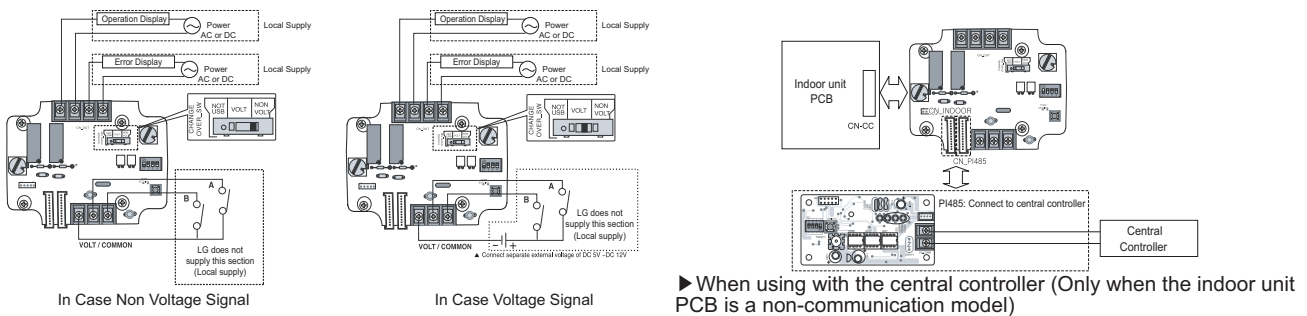 Operation Display
Power
AC or DC
Local Supply
Error Display
Power
AC or DC
Local Supply
CHANGE
OVER_SW
NOT
USB
VOLT
NON
VOLT
A
B
VOLT / COMMON
LG does not
supply this section
(Local supply)
In Case Non Voltage Signal
Operation Display
Power
AC or DC
Local Supply
Error Display
Power
AC or DC
Local Supply
CHANGE
OVER_SW
NOT
USB
VOLT
NON
VOLT
A
B
LG does not
supply this section
(Local supply)
VOLT / COMMON
− +
▲ Connect separate external voltage of DC 5V ~DC 12V
In Case Voltage Signal
Indoor unit
PCB
CN-CC
CN_INDOOR
CN_PI485
PI485: Connect to central controller
Central
Controller
▶When using with the central controller (Only when the indoor unit
PCB is a non-communication model)